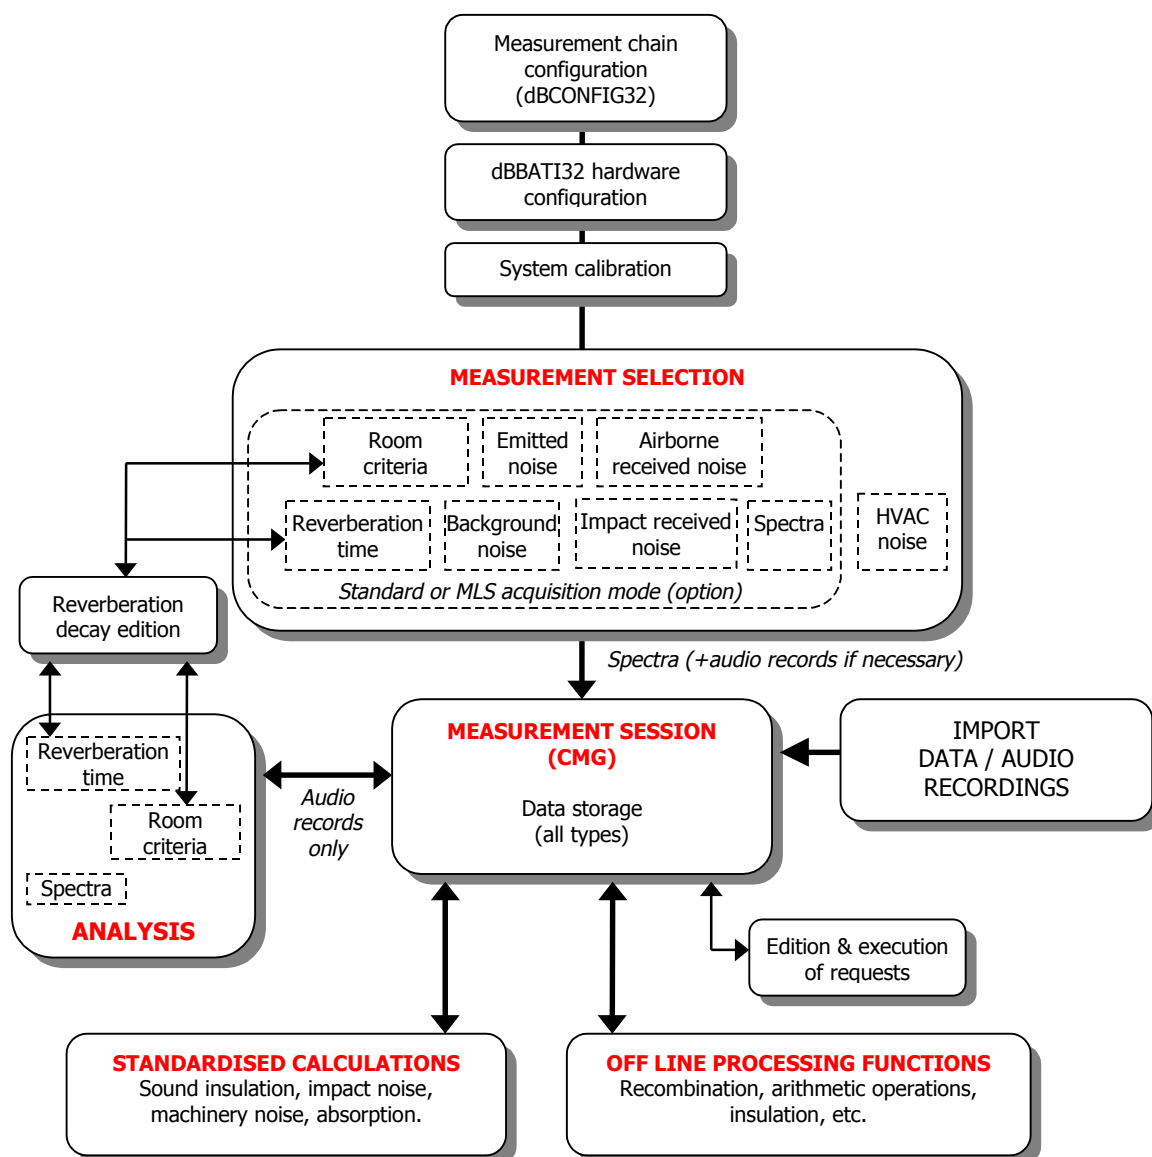 Measurement chain
configuration
(dBCONFIG32)
dBBATI32 hardware
configuration
System calibration
MEASUREMENT SELECTION
Room
criteria
Emitted
noise
Airborne
received noise
Reverberation
time
Background
noise
Impact received
noise
Spectra
HVAC
noise
Standard or MLS acquisition mode (option)
Reverberation
decay edition
Spectra (+audio records if necessary)
MEASUREMENT SESSION
(CMG)
Data storage
(all types)
IMPORT
DATA / AUDIO
RECORDINGS
Reverberation
time
Room
criteria
Spectra
ANALYSIS
Audio
records
only
Edition & execution
of requests
STANDARDISED CALCULATIONS
Sound insulation, impact noise,
machinery noise, absorption.
OFF LINE PROCESSING FUNCTIONS
Recombination, arithmetic operations,
insulation, etc.